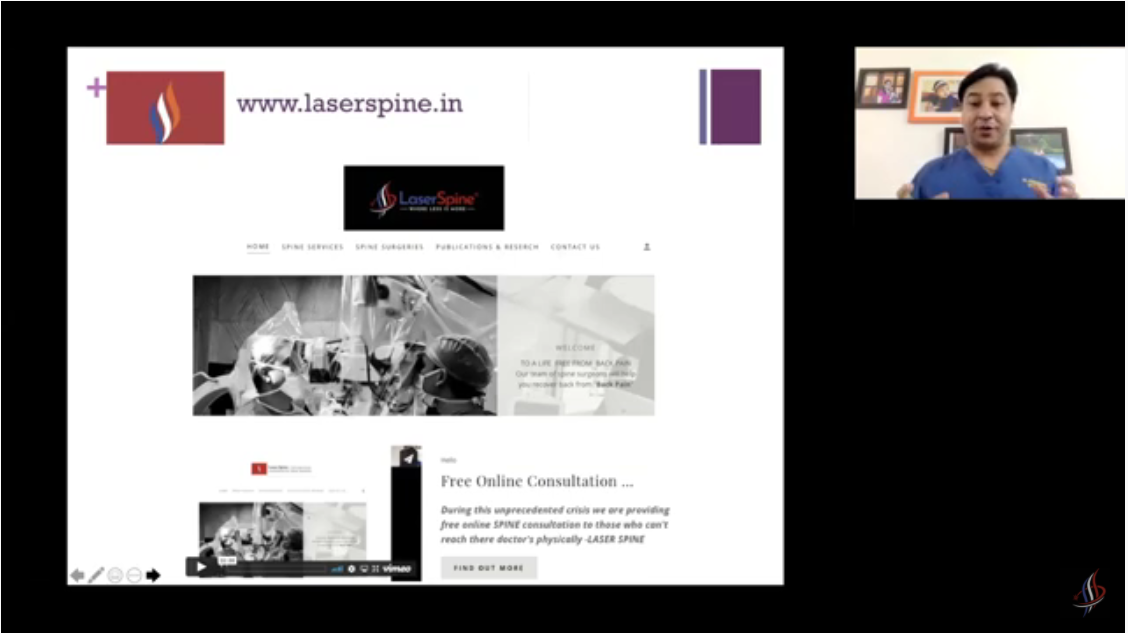 www.laserspine.in
LaserSpine
WHERE LESS IS MORE
HOME SPINE SERVICES SPINE SURGERIES PUBLICATIONS & RESERCH CONTACT US
WELCOME
TO A LIFE FREE FROM BACK PAIN
Our team of spine surgeons will help
you recover back from "Back Pain"
Hello
Free Online Consultation ...
During this unprecedented crisis we are providing
free online SPINE consultation to those who can't
reach there doctor's physically -LASER SPINE
FIND OUT MORE
vimeo